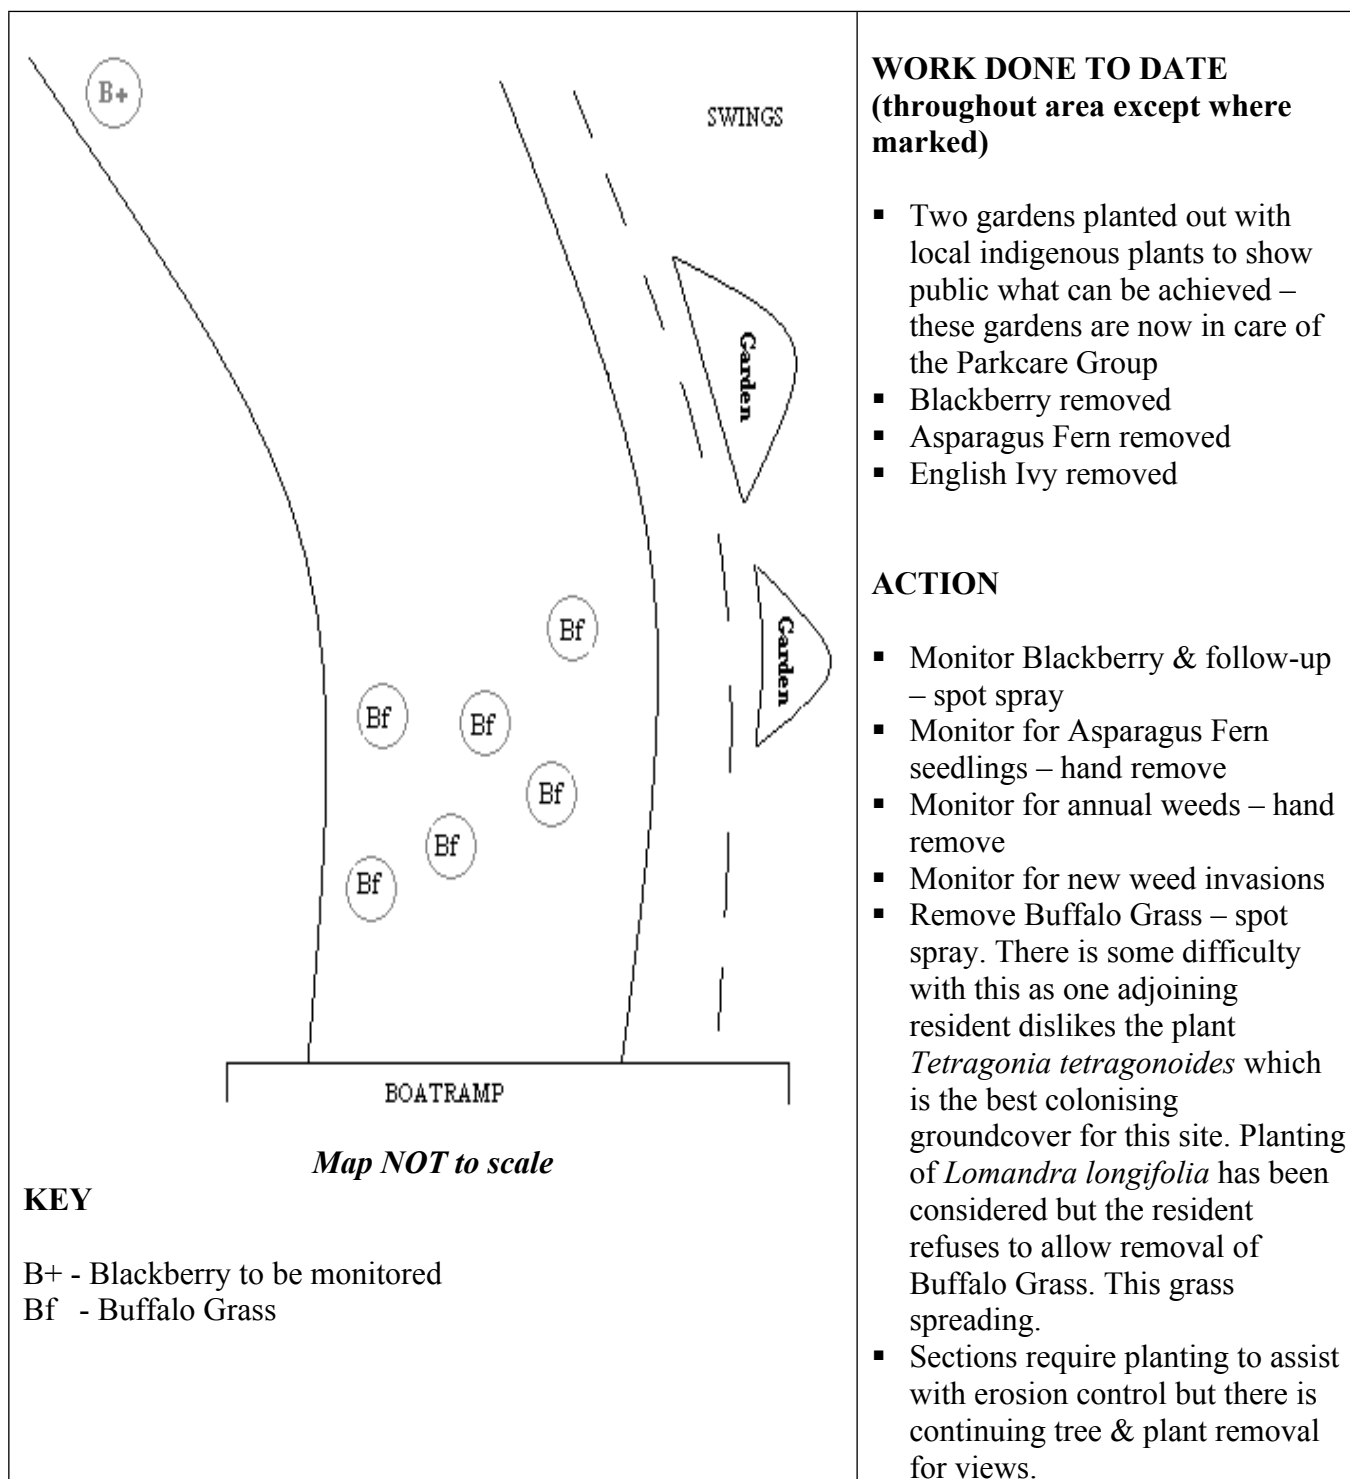 B+
SWINGS
Garden
Garden
Bf
Bf
Bf
Bf
Bf
Bf
BOATRAMP
Map NOT to scale
KEY
B+ - Blackberry to be monitored
Bf - Buffalo Grass
WORK DONE TO DATE
(throughout area except where
marked)
▪ Two gardens planted out with
local indigenous plants to show
public what can be achieved –
these gardens are now in care of
the Parkcare Group
▪ Blackberry removed
▪ Asparagus Fern removed
▪ English Ivy removed
ACTION
▪ Monitor Blackberry & follow-up
– spot spray
▪ Monitor for Asparagus Fern
seedlings – hand remove
▪ Monitor for annual weeds – hand
remove
▪ Monitor for new weed invasions
▪ Remove Buffalo Grass – spot
spray. There is some difficulty
with this as one adjoining
resident dislikes the plant
Tetragonia tetragonoides which
is the best colonising
groundcover for this site. Planting
of Lomandra longifolia has been
considered but the resident
refuses to allow removal of
Buffalo Grass. This grass
spreading.
▪ Sections require planting to assist
with erosion control but there is
continuing tree & plant removal
for views.